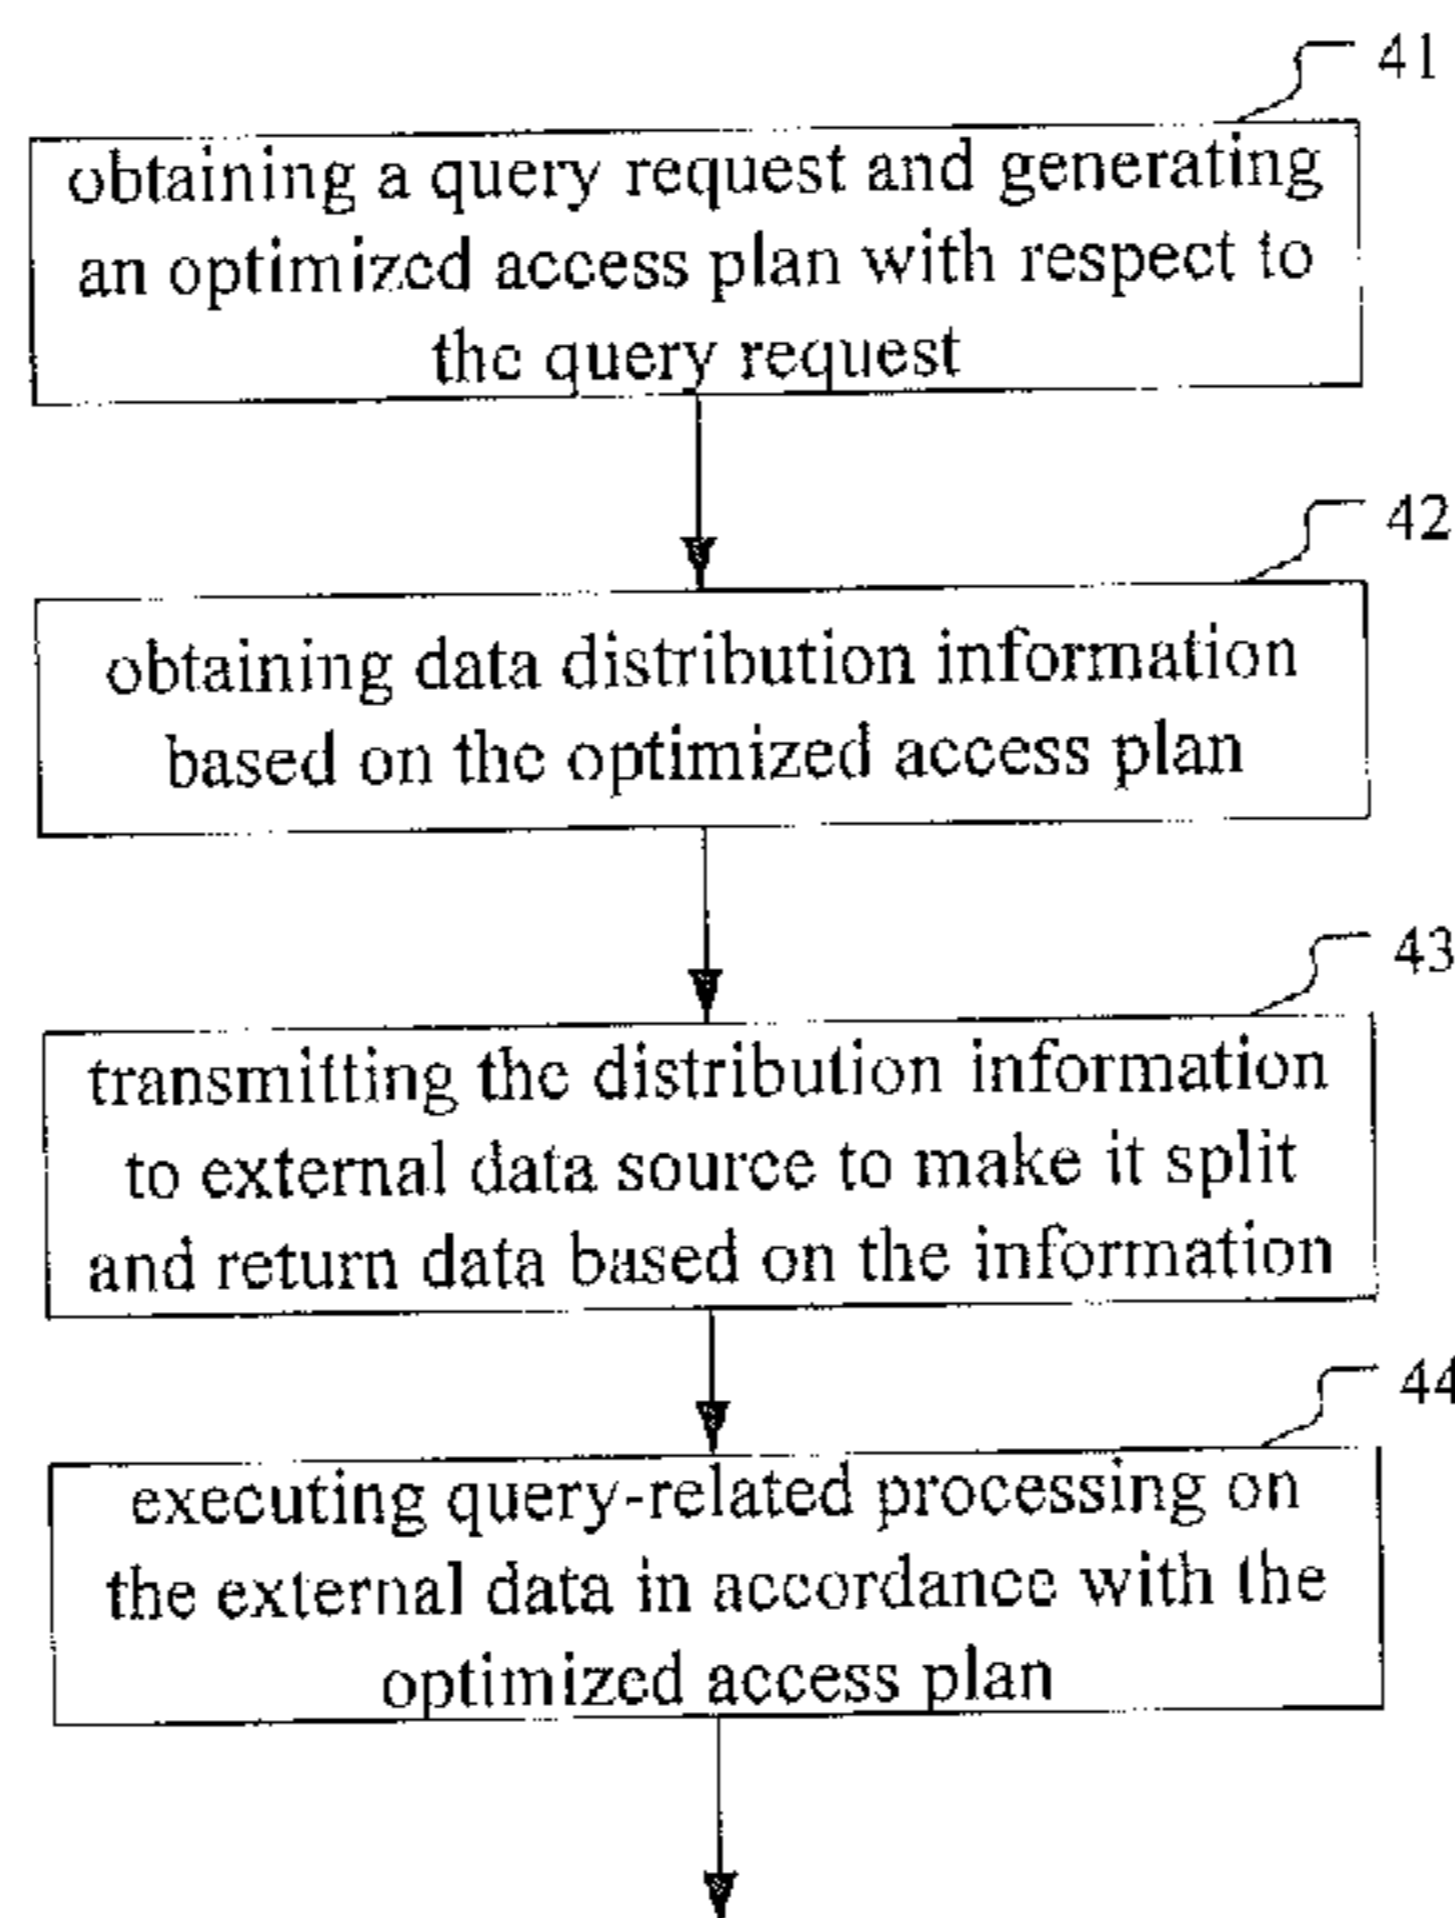 41
obtaining a query request and generating
an optimized access plan with respect to
the query request
42
obtaining data distribution information
based on the optimized access plan
43
transmitting the distribution information
to external data source to make it split
and return data based on the information
44
executing query-related processing on
the external data in accordance with the
optimized access plan